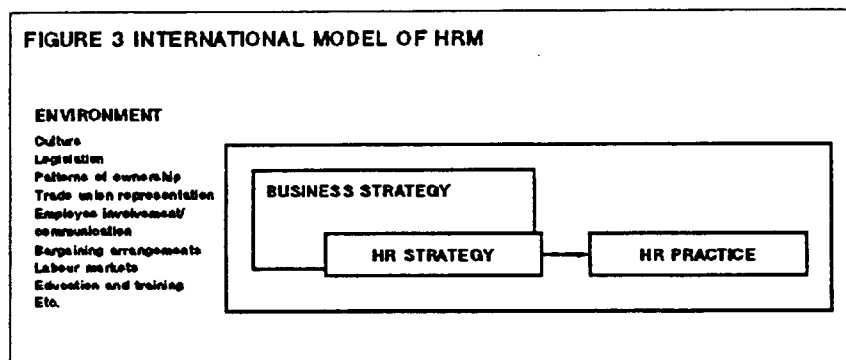 FIGURE 3 INTERNATIONAL MODEL OF HRM
ENVIRONMENT
Culture
Legislation
Patterns of ownership
Trade union representation
Employee involvement/
communication
Bargaining arrangements
Labour markets
Education and training
Etc.
BUSINESS STRATEGY
HR STRATEGY
HR PRACTICE